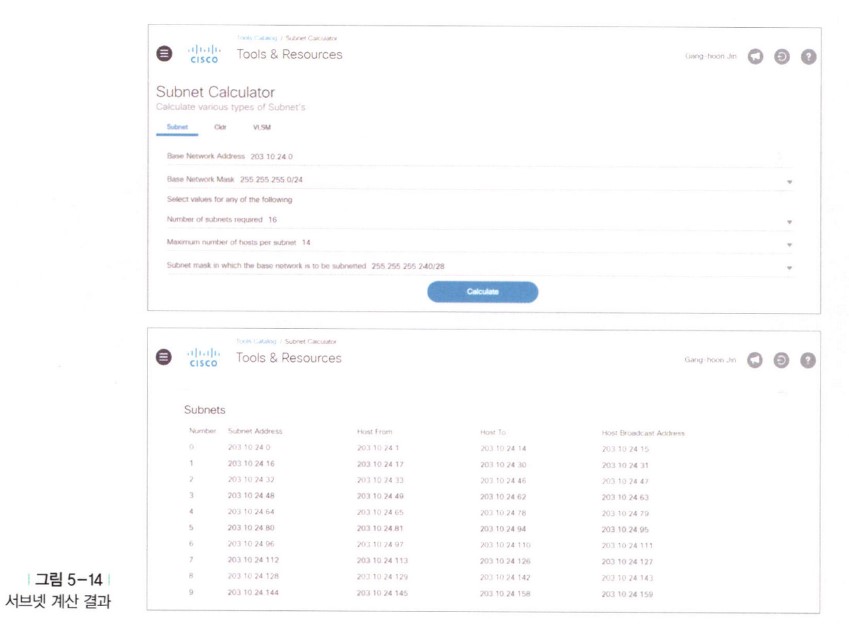 Tools Catalog / Subnet Calculator
CISCO Tools & Resources
Gang-hoon Jin
?
Subnet Calculator
Calculate various types of Subnet's
Subnet Cidr VLSM
Base Network Address 203.10.24.0
Base Network Mask 255.255.255.0/24
Select values for any of the following
Number of subnets required 16
Maximum number of hosts per subnet 14
Subnet mask in which the base network is to be subnetted 255.255.255.240/28
Calculate
Tools Catalog / Subnet Calculator
CISCO Tools & Resources
Gang-hoon Jin
?
Subnets
Number Subnet Address Host From Host To Host Broadcast Address
0 203.10.24.0 203.10.24.1 203.10.24.14 203.10.24.15
1 203.10.24.16 203.10.24.17 203.10.24.30 203.10.24.31
2 203.10.24.32 203.10.24.33 203.10.24.46 203.10.24.47
3 203.10.24.48 203.10.24.49 203.10.24.62 203.10.24.63
4 203.10.24.64 203.10.24.65 203.10.24.78 203.10.24.79
5 203.10.24.80 203.10.24.81 203.10.24.94 203.10.24.95
6 203.10.24.96 203.10.24.97 203.10.24.110 203.10.24.111
7 203.10.24.112 203.10.24.113 203.10.24.126 203.10.24.127
8 203.10.24.128 203.10.24.129 203.10.24.142 203.10.24.143
9 203.10.24.144 203.10.24.145 203.10.24.158 203.10.24.159
| 그림 5-14 |
서브넷 계산 결과